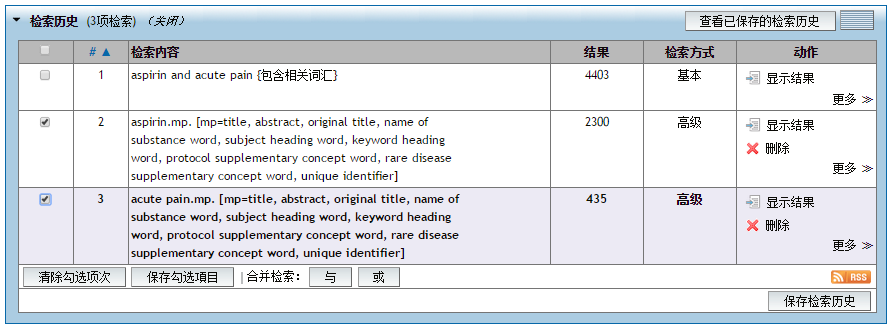 检索历史 (3项检索) (关闭) 查看已保存的检索历史
# ▲ 检索内容 结果 检索方式 动作
1 aspirin and acute pain {包含相关词汇} 4403 基本 显示结果
更多 ≫
2 aspirin.mp. [mp=title, abstract, original title, name of 2300 高级 显示结果
substance word, subject heading word, keyword heading
删除
word, protocol supplementary concept word, rare disease
更多 ≫
supplementary concept word, unique identifier]
3 acute pain.mp. [mp=title, abstract, original title, name of 435 高级 显示结果
substance word, subject heading word, keyword heading
删除
word, protocol supplementary concept word, rare disease
更多 ≫
supplementary concept word, unique identifier]
清除勾选项次 保存勾选項目 | 合并检索： 与 或 RSS
保存检索历史